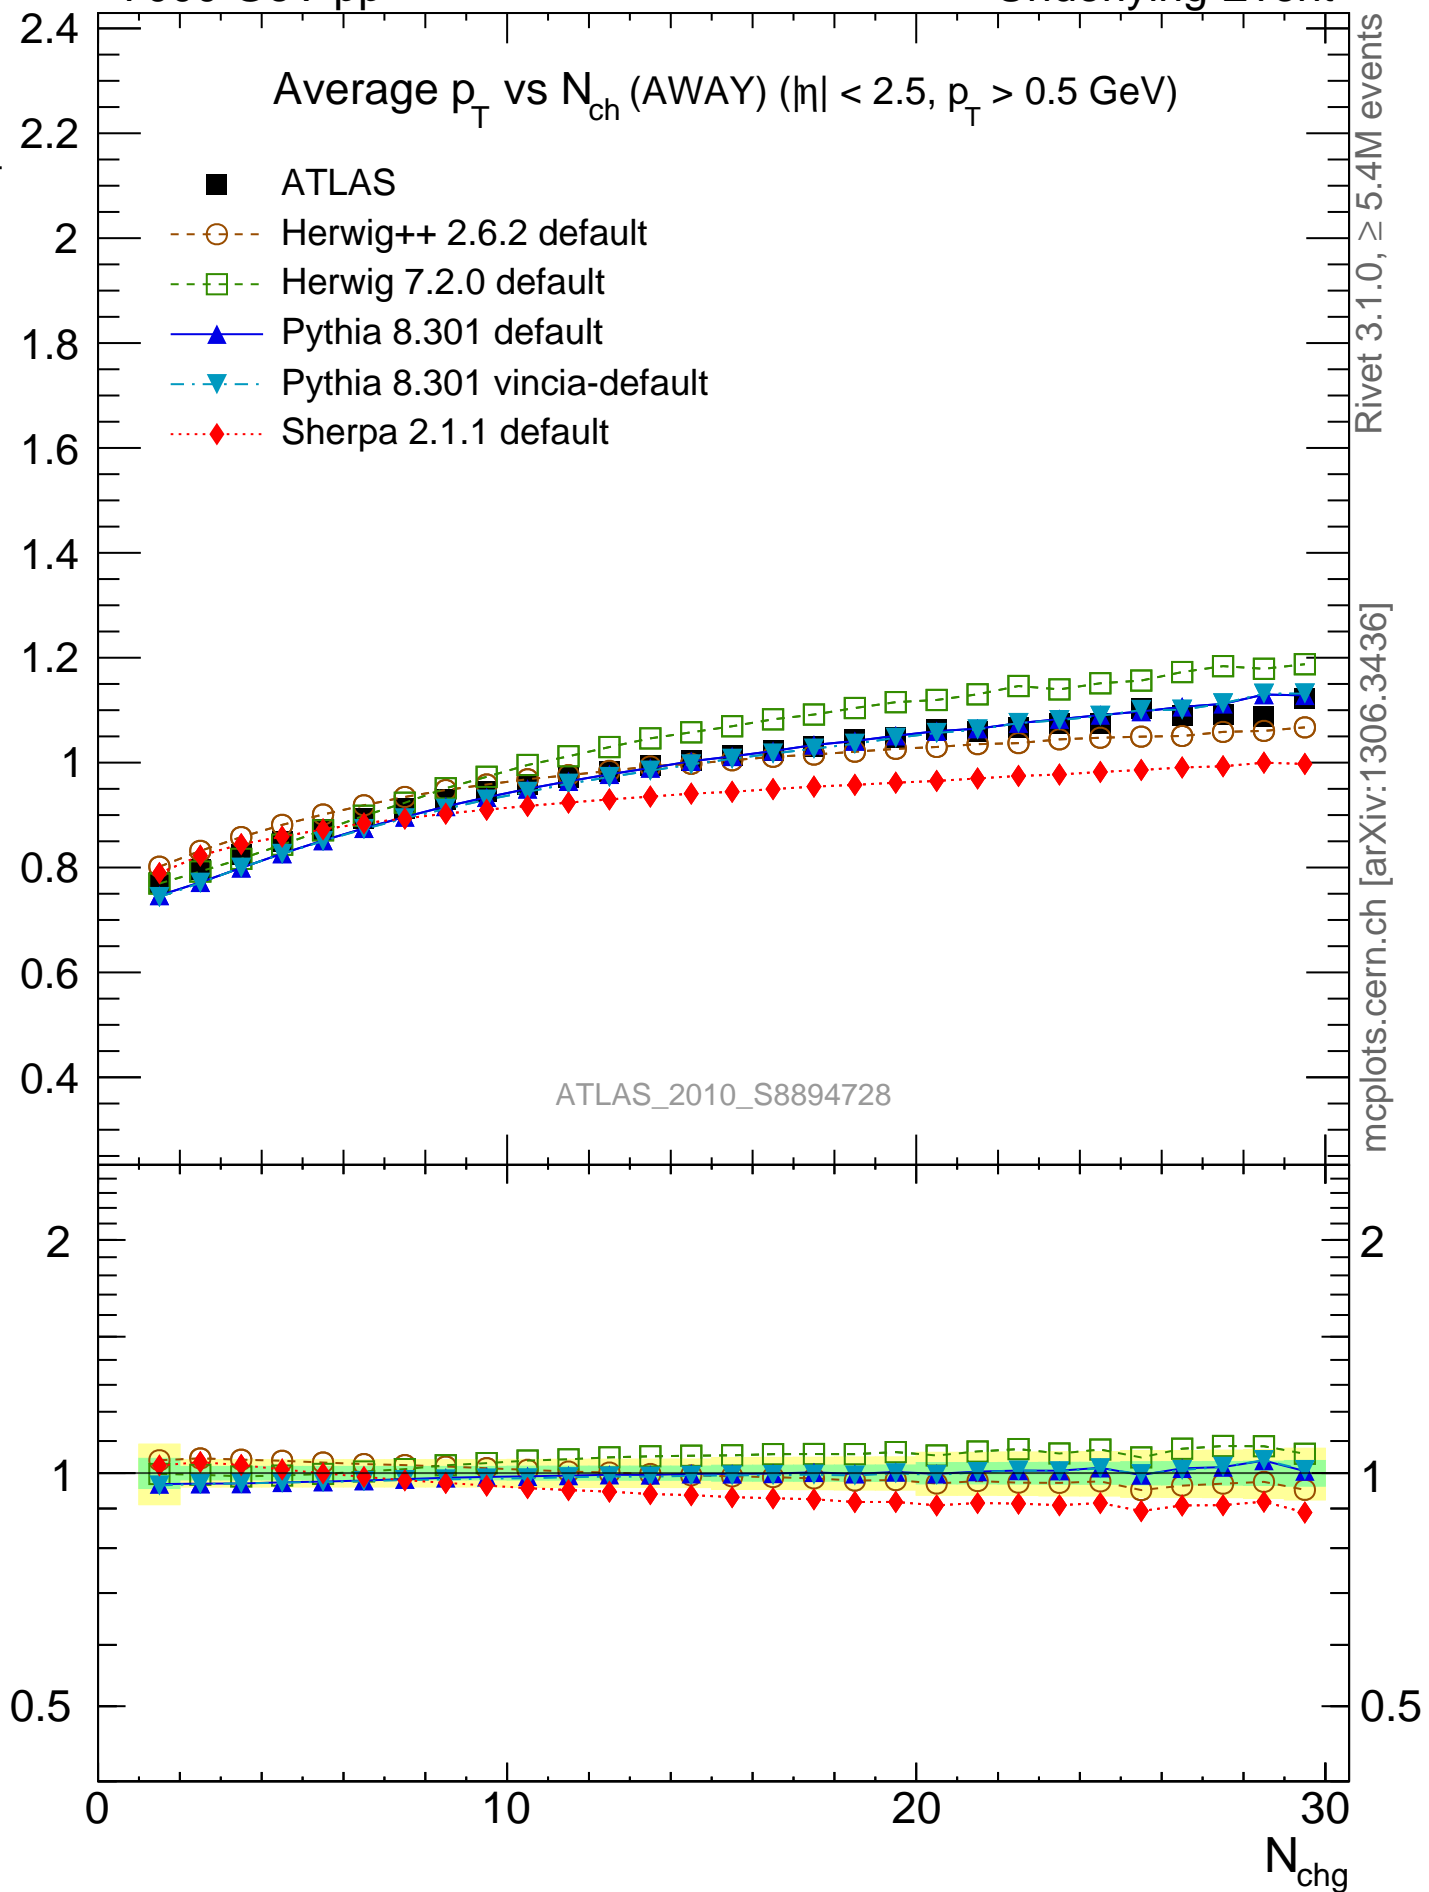 Average p_T vs N_ch (AWAY) (|η| < 2.5, p_T > 0.5 GeV)
ATLAS
Herwig++ 2.6.2 default
Herwig 7.2.0 default
Pythia 8.301 default
Pythia 8.301 vincia-default
Sherpa 2.1.1 default
2.4
2.2
2
1.8
1.6
1.4
1.2
1
0.8
0.6
0.4
ATLAS_2010_S8894728
Rivet 3.1.0, ≥ 5.4M events
mcplots.cern.ch [arXiv:1306.3436]
2
1
0.5
2
1
0.5
0
10
20
30
N_chg